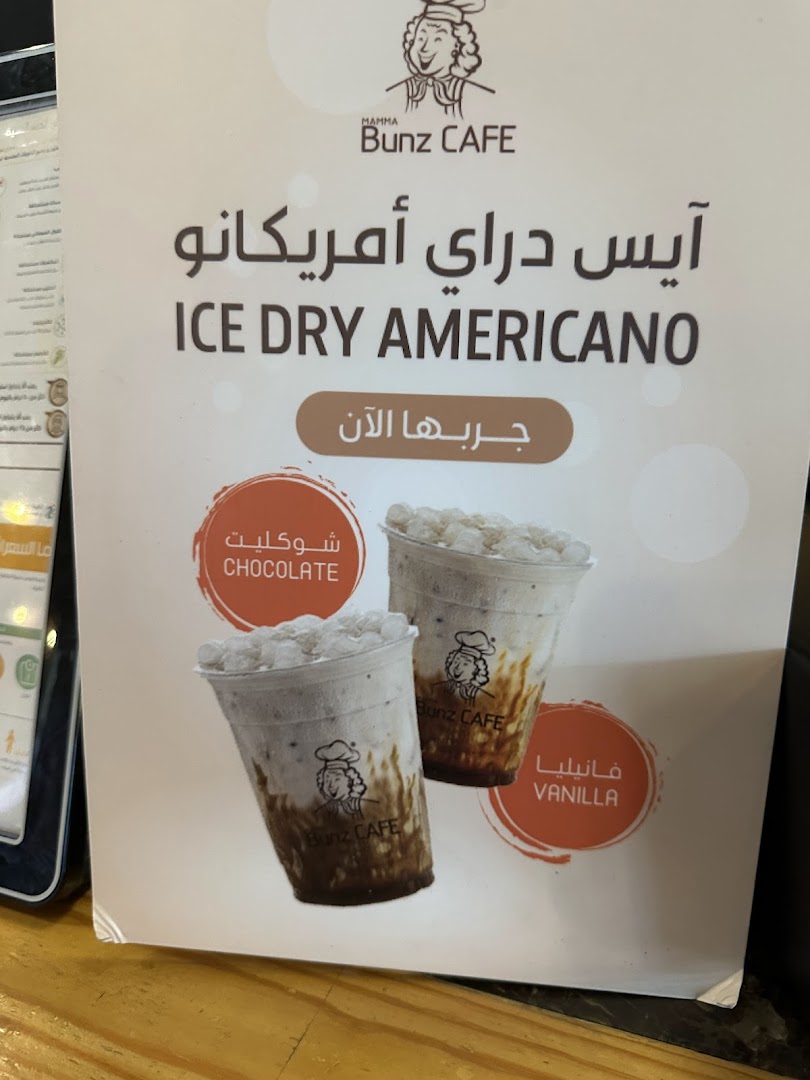 MAMMA
Bunz CAFE
آيس دراي أمريكانو
ICE DRY AMERICANO
جربها الآن
شوكليت
CHOCOLATE
Bunz CAFE
Bunz CAFE
فانيليا
VANILLA